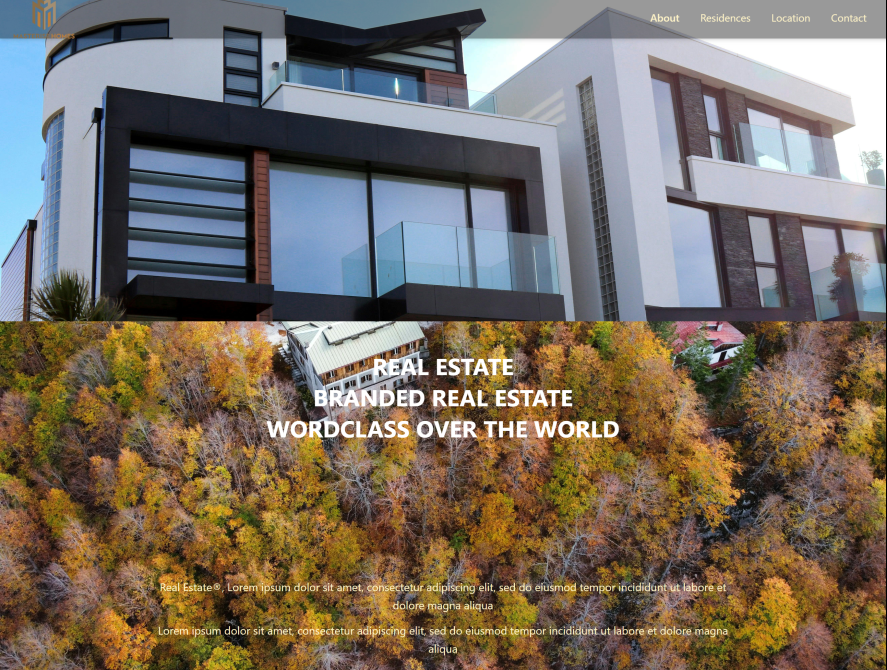 About Residences Location Contact
REAL ESTATE
BRANDED REAL ESTATE
WORDCLASS OVER THE WORLD
Real Estate®, Lorem ipsum dolor sit amet, consectetur adipiscing elit, sed do eiusmod tempor incididunt ut labore et
dolore magna aliqua
Lorem ipsum dolor sit amet, consectetur adipiscing elit, sed do eiusmod tempor incididunt ut labore et dolore magna
aliqua